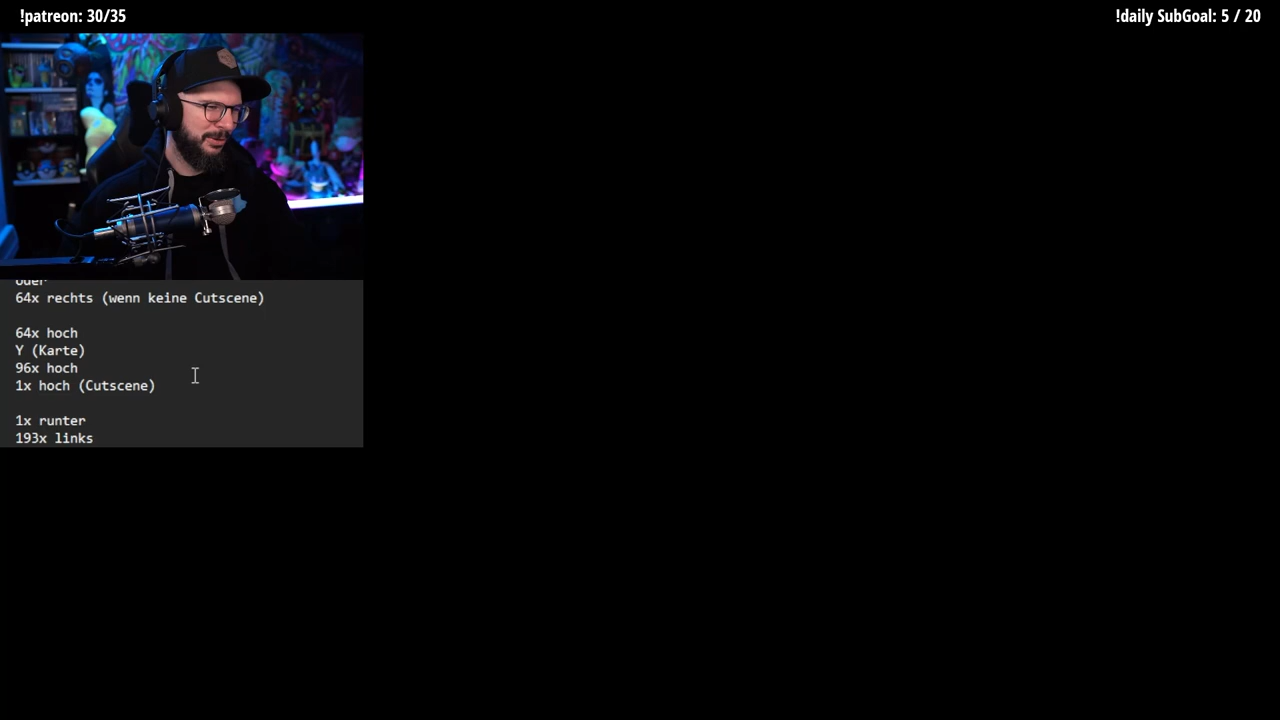 !patreon: 30/35
!daily SubGoal: 5 / 20
oder
64x rechts (wenn keine Cutscene)
64x hoch
Y (Karte)
96x hoch
1x hoch (Cutscene)
1x runter
193x links